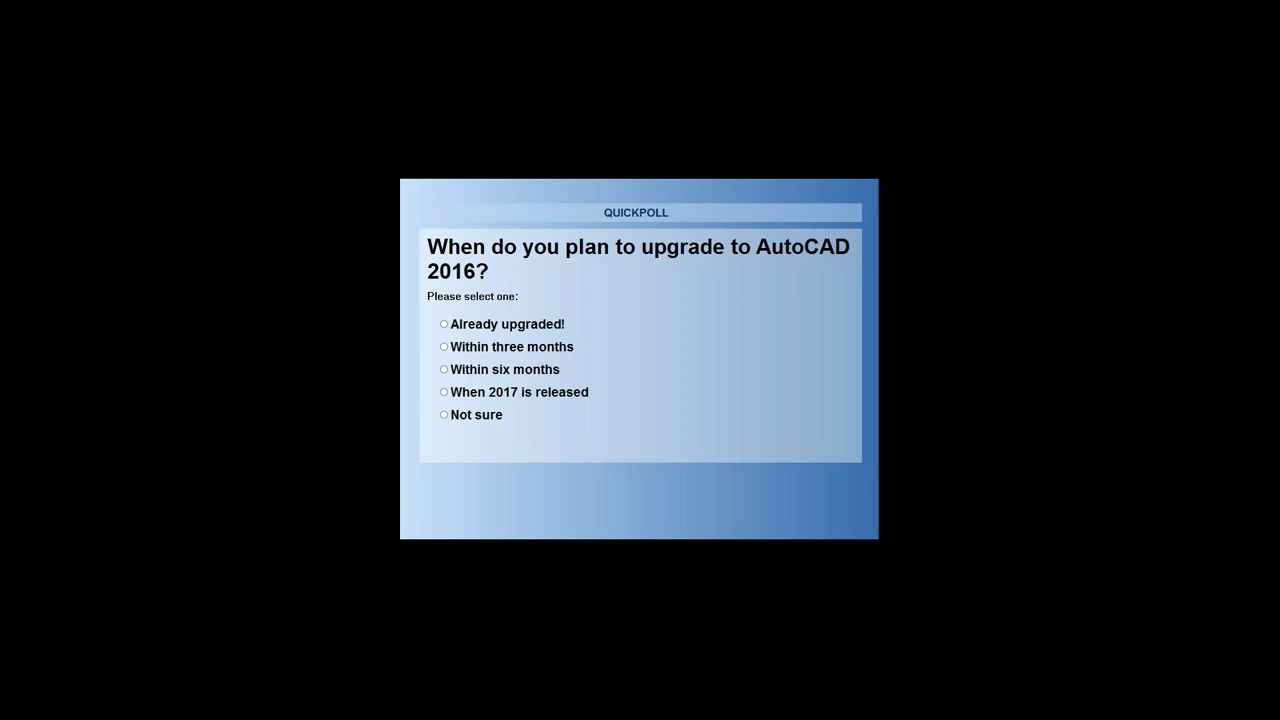 QUICKPOLL
When do you plan to upgrade to AutoCAD
2016?
Please select one:
Already upgraded!
Within three months
Within six months
When 2017 is released
Not sure